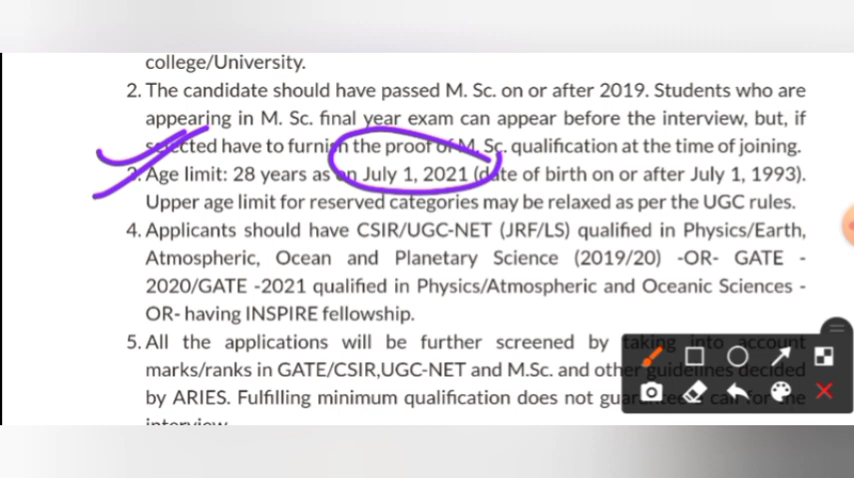 college/University.
2. The candidate should have passed M. Sc. on or after 2019. Students who are
appearing in M. Sc. final year exam can appear before the interview, but, if
selected have to furnish the proof of M. Sc. qualification at the time of joining.
3. Age limit: 28 years as on July 1, 2021 (date of birth on or after July 1, 1993).
Upper age limit for reserved categories may be relaxed as per the UGC rules.
4. Applicants should have CSIR/UGC-NET (JRF/LS) qualified in Physics/Earth,
Atmospheric, Ocean and Planetary Science (2019/20) -OR- GATE -
2020/GATE -2021 qualified in Physics/Atmospheric and Oceanic Sciences -
OR- having INSPIRE fellowship.
5. All the applications will be further screened by taking into account
marks/ranks in GATE/CSIR,UGC-NET and M.Sc. and other guidelines decided
by ARIES. Fulfilling minimum qualification does not guarantee a call for the
interview.